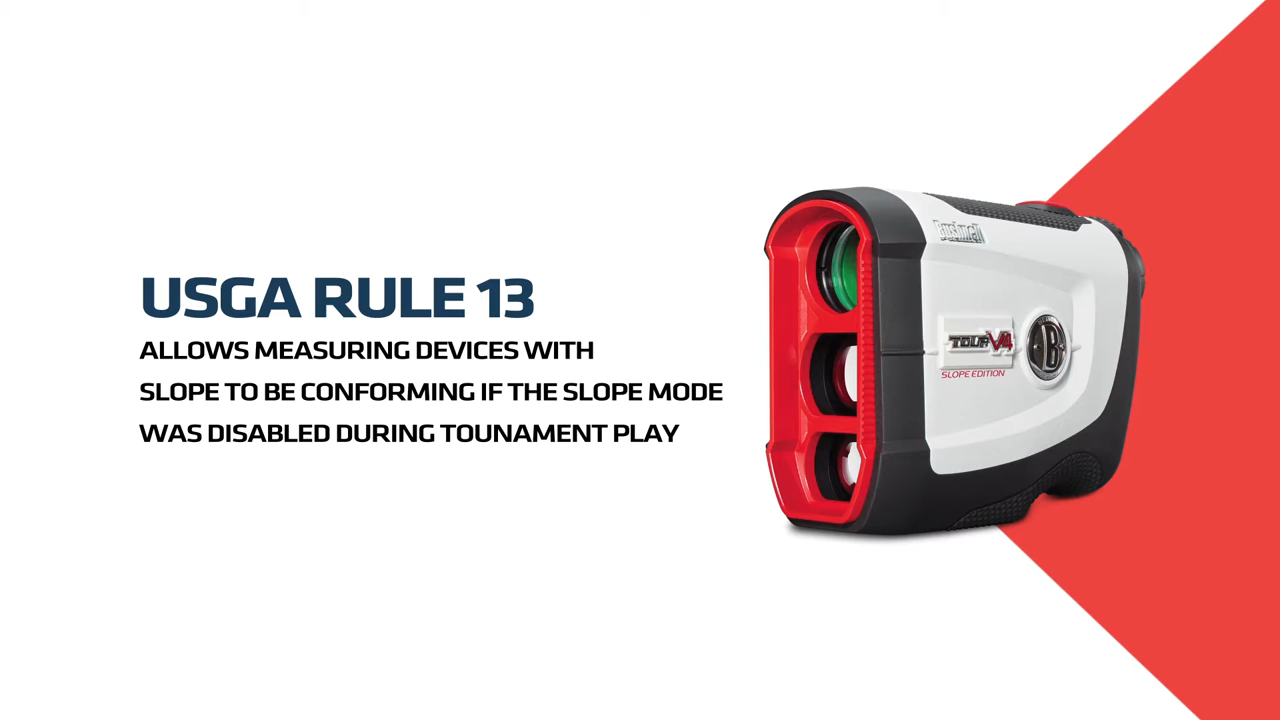 USGA RULE 13
ALLOWS MEASURING DEVICES WITH
SLOPE TO BE CONFORMING IF THE SLOPE MODE
WAS DISABLED DURING TOUNAMENT PLAY
Bushnell
TOUR V4
SLOPE EDITION
B